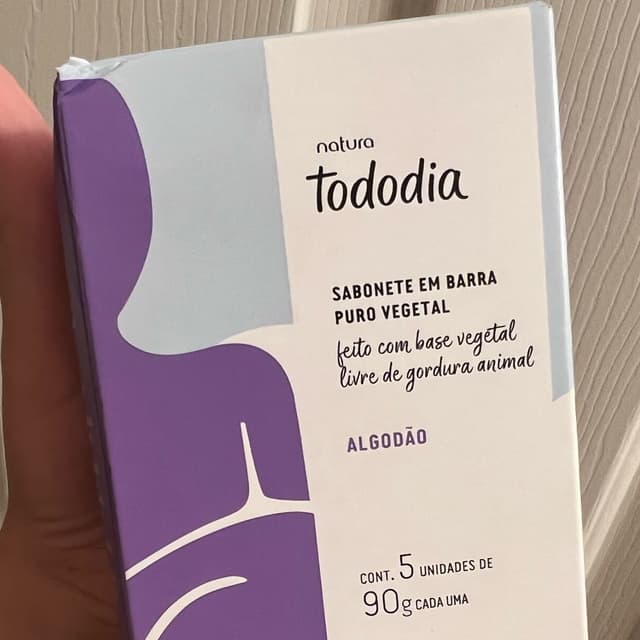 natura
tododia
SABONETE EM BARRA
PURO VEGETAL
feito com base vegetal
livre de gordura animal
ALGODÃO
CONT. 5 UNIDADES DE
90g CADA UMA